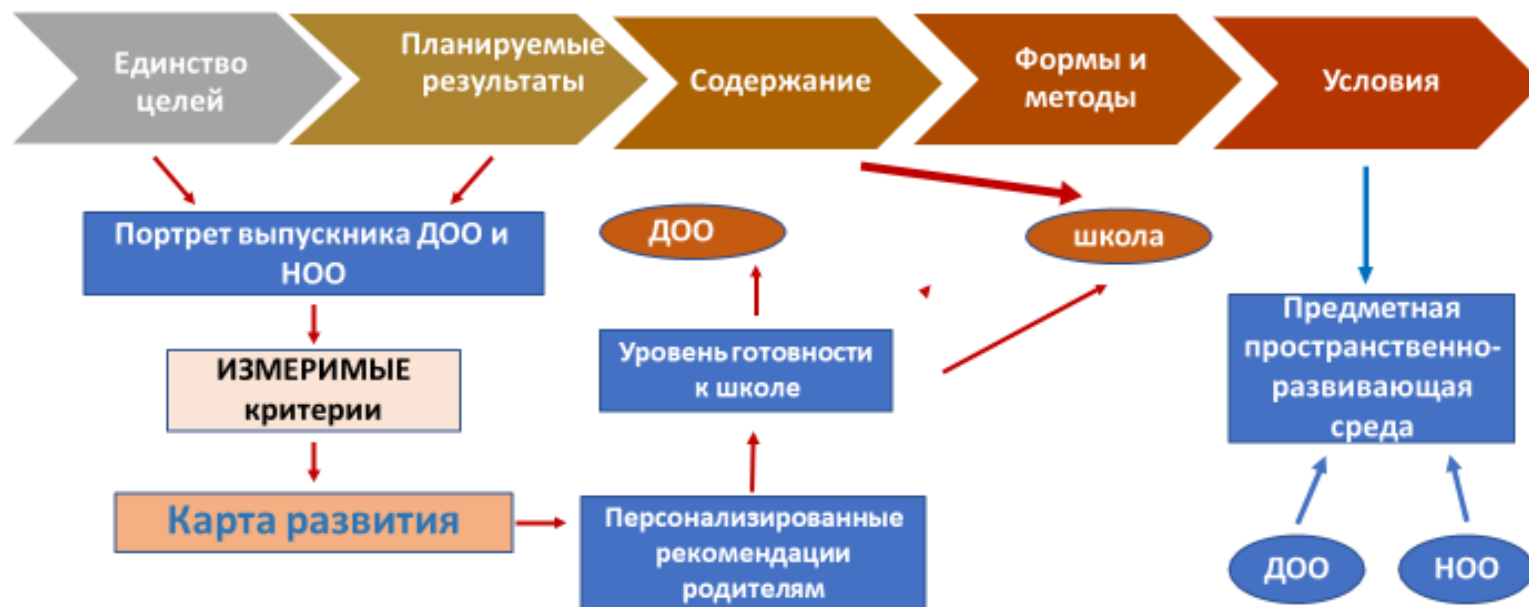 Единство
целей
Планируемые
результаты
Содержание
Формы и
методы
Условия
Портрет выпускника ДОО и
НОО
ИЗМЕРИМЫЕ
критерии
Карта развития
ДОО
школа
Уровень готовности
к школе
Персонализированные
рекомендации
родителям
Предметная
пространственно-
развивающая
среда
ДОО
НОО